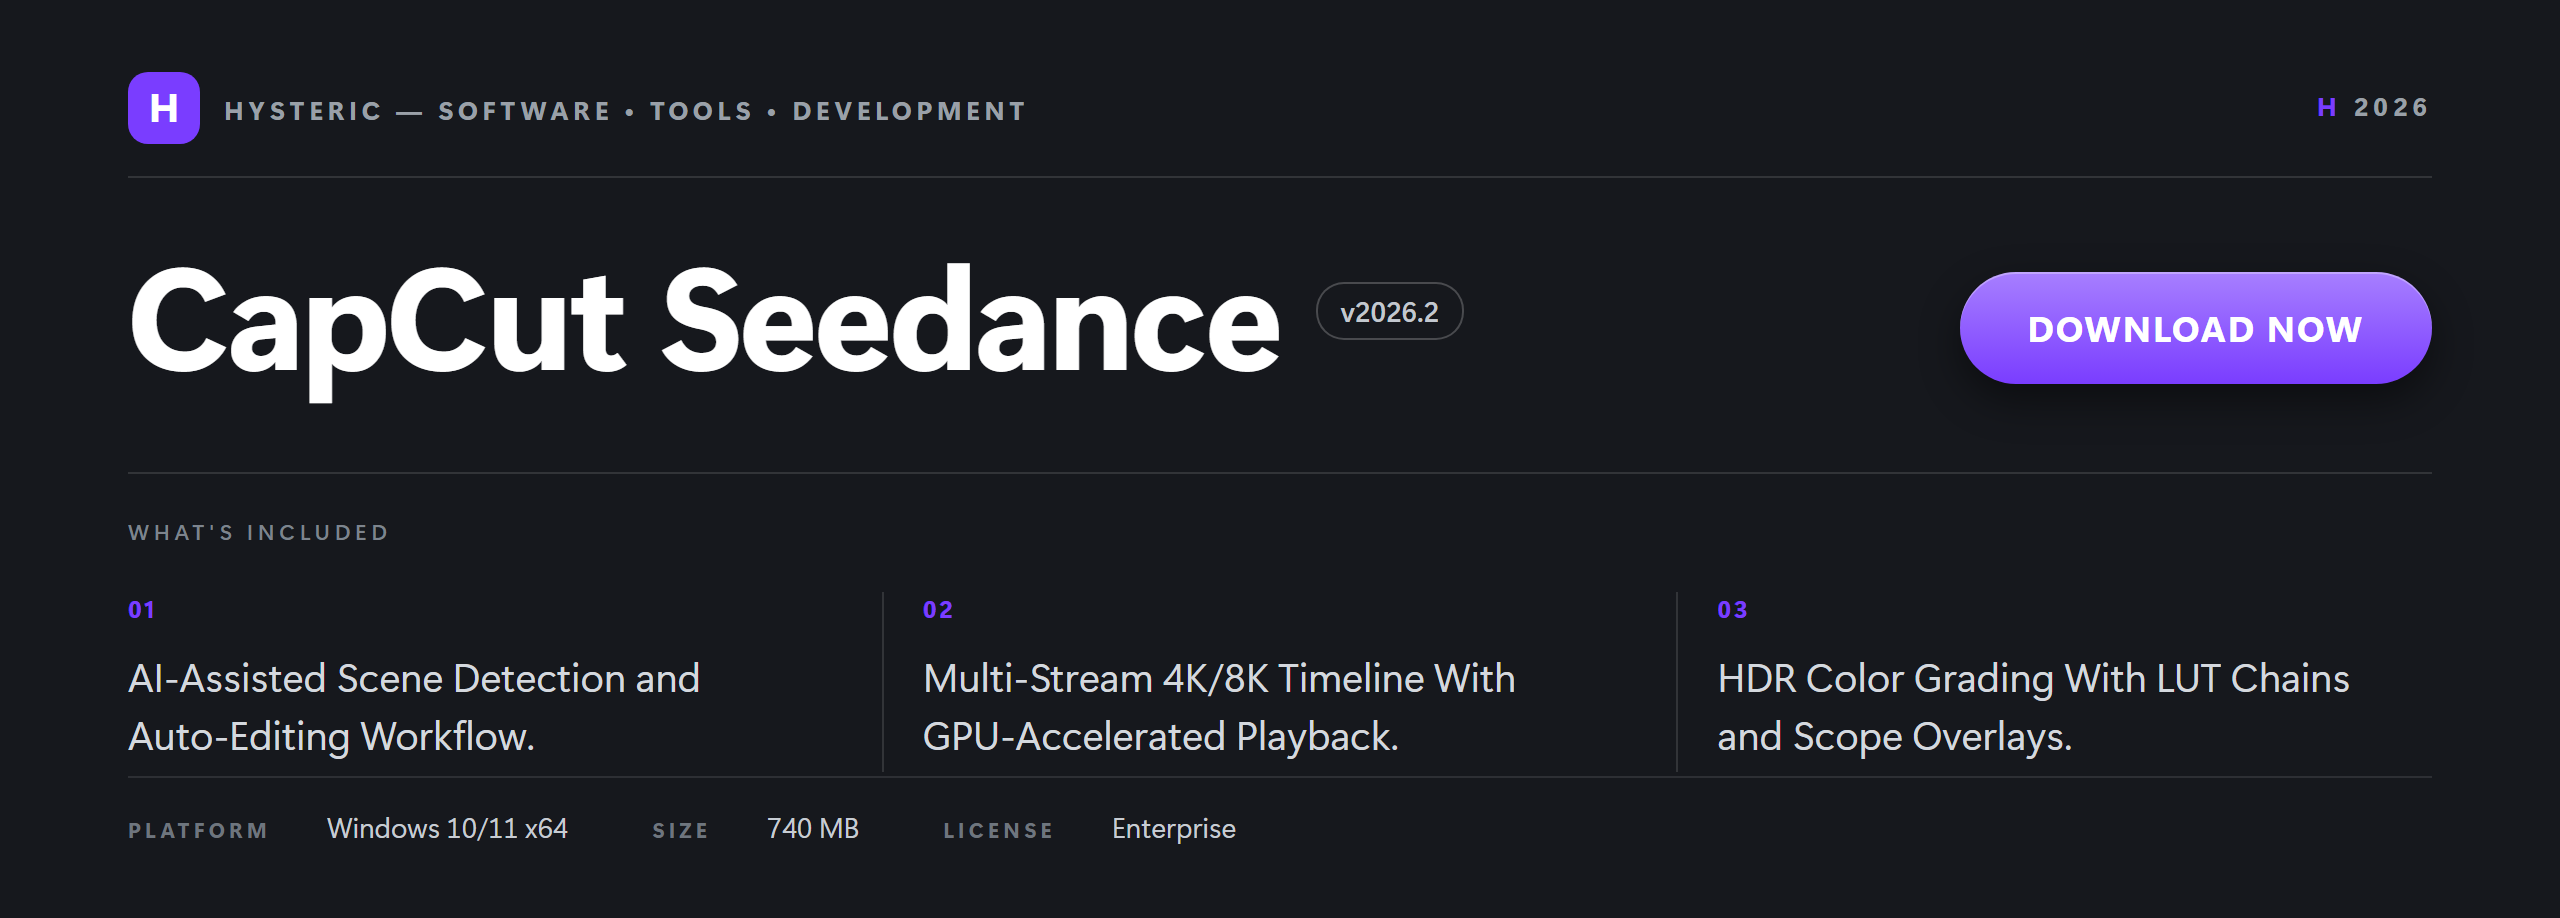 H
HYSTERIC — SOFTWARE • TOOLS • DEVELOPMENT
H 2026
CapCut Seedance
v2026.2
DOWNLOAD NOW
WHAT'S INCLUDED
01
AI-Assisted Scene Detection and
Auto-Editing Workflow.
02
Multi-Stream 4K/8K Timeline With
GPU-Accelerated Playback.
03
HDR Color Grading With LUT Chains
and Scope Overlays.
PLATFORM Windows 10/11 x64 SIZE 740 MB LICENSE Enterprise